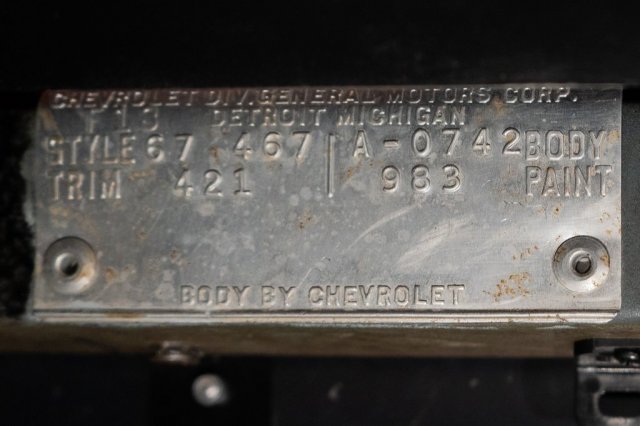 CHEVROLET DIV. GENERAL MOTORS CORP.
DETROIT MICHIGAN
STYLE 67 467 | A-0742 BODY
TRIM 421 | 983 PAINT
BODY BY CHEVROLET